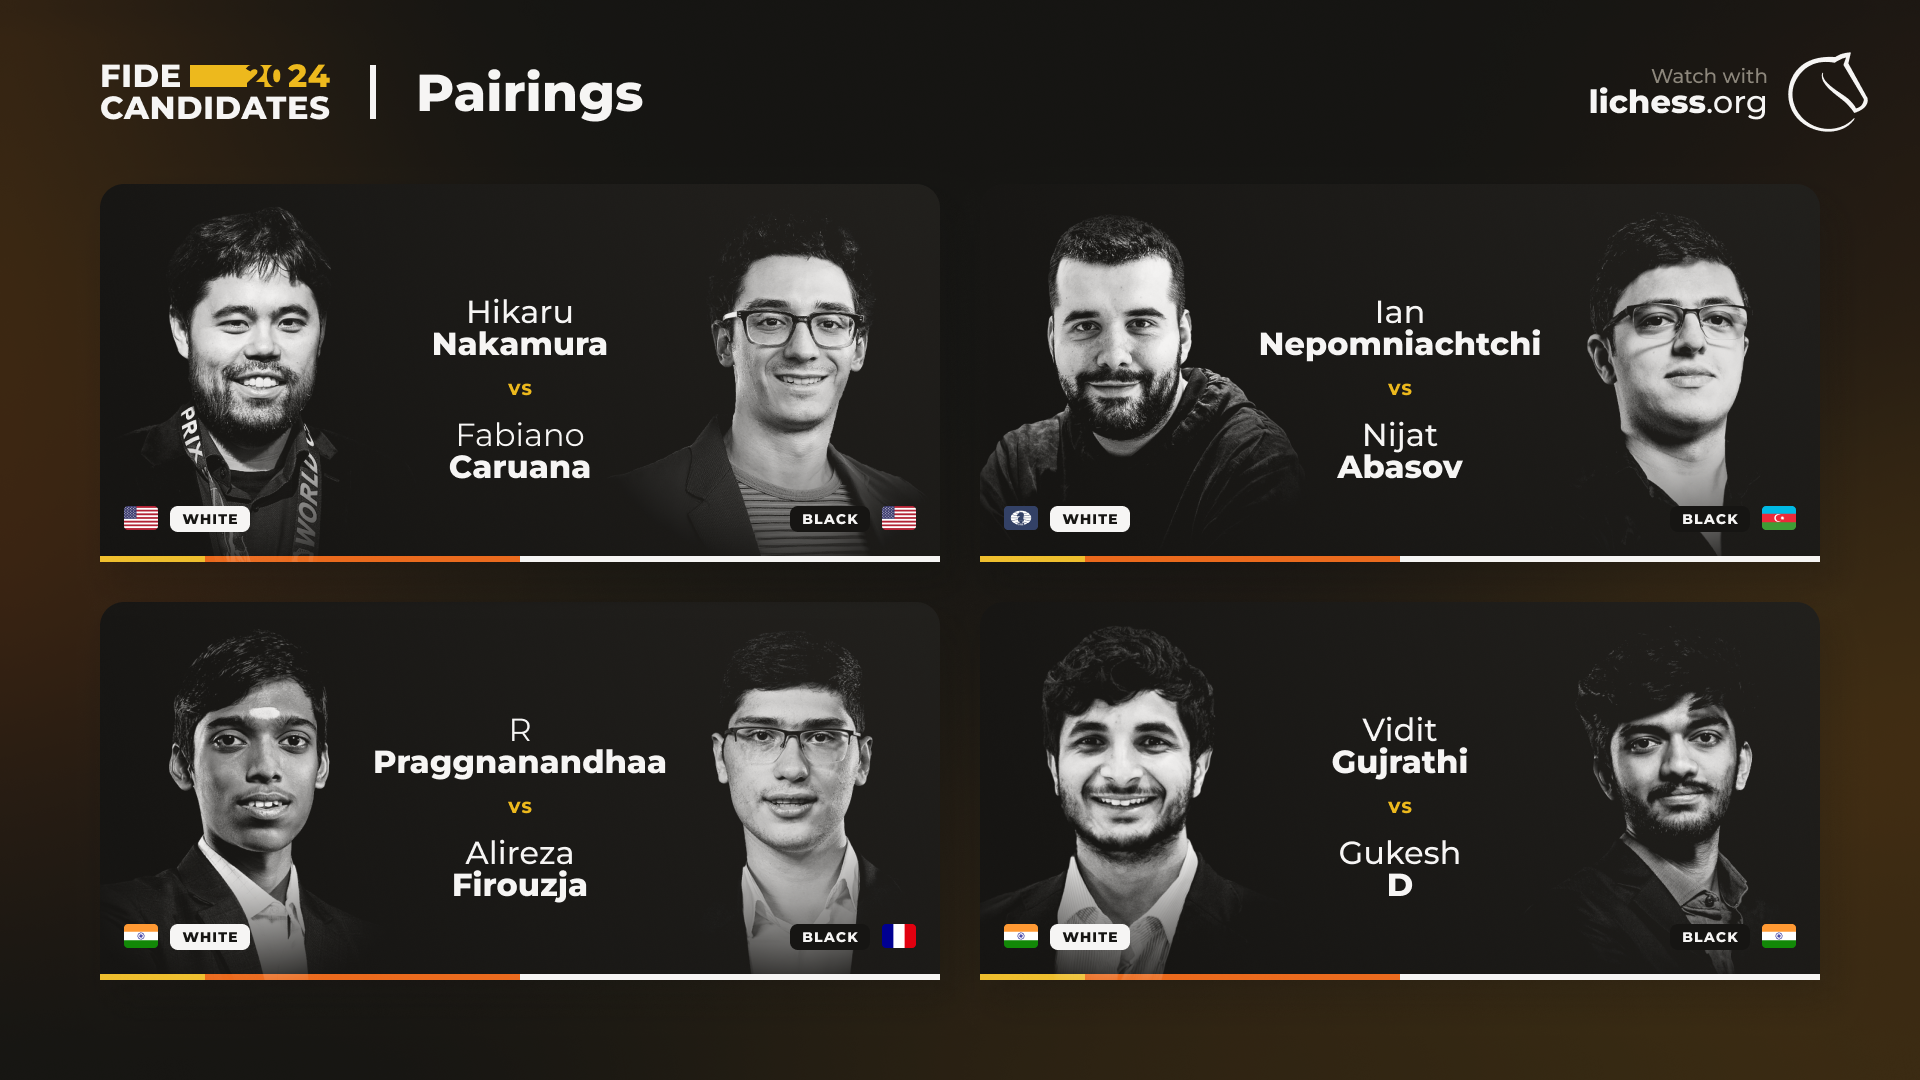 FIDE 2024
CANDIDATES
Pairings
Watch with
lichess.org
Hikaru
Nakamura
vs
Fabiano
Caruana
PRIX
WORLD
WHITE
BLACK
Ian
Nepomniachtchi
vs
Nijat
Abasov
WHITE
BLACK
R
Praggnanandhaa
vs
Alireza
Firouzja
WHITE
BLACK
Vidit
Gujrathi
vs
Gukesh
D
WHITE
BLACK